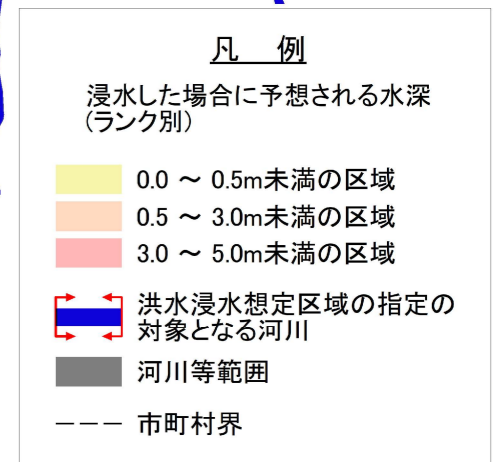 凡 例
浸水した場合に予想される水深
(ランク別)
0.0 ～ 0.5m未満の区域
0.5 ～ 3.0m未満の区域
3.0 ～ 5.0m未満の区域
洪水浸水想定区域の指定の
対象となる河川
河川等範囲
市町村界